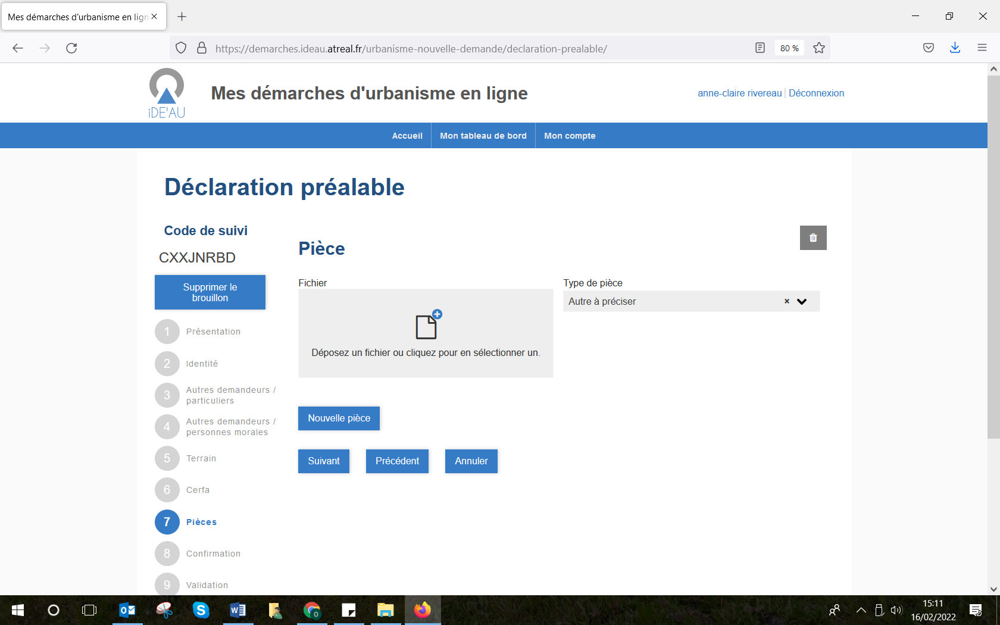 Mes démarches d'urbanisme en lign
https://demarches.ideau.atreal.fr/urbanisme-nouvelle-demande/declaration-prealable/
80 %
iDE'AU
Mes démarches d'urbanisme en ligne
anne-claire rivereau | Déconnexion
Accueil
Mon tableau de bord
Mon compte
Déclaration préalable
Code de suivi
CXXJNRBD
Supprimer le
brouillon
1 Présentation
2 Identité
3 Autres demandeurs /
particuliers
4 Autres demandeurs /
personnes morales
5 Terrain
6 Cerfa
7 Pièces
8 Confirmation
9 Validation
Pièce
Fichier
Déposez un fichier ou cliquez pour en sélectionner un.
Type de pièce
Autre à préciser
Nouvelle pièce
Suivant
Précédent
Annuler
15:11
16/02/2022